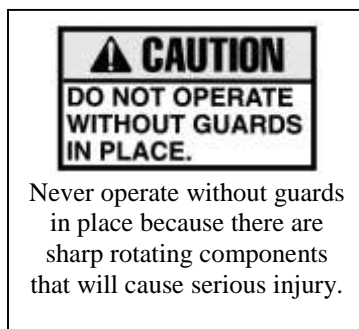 CAUTION
DO NOT OPERATE
WITHOUT GUARDS
IN PLACE.
Never operate without guards
in place because there are
sharp rotating components
that will cause serious injury.